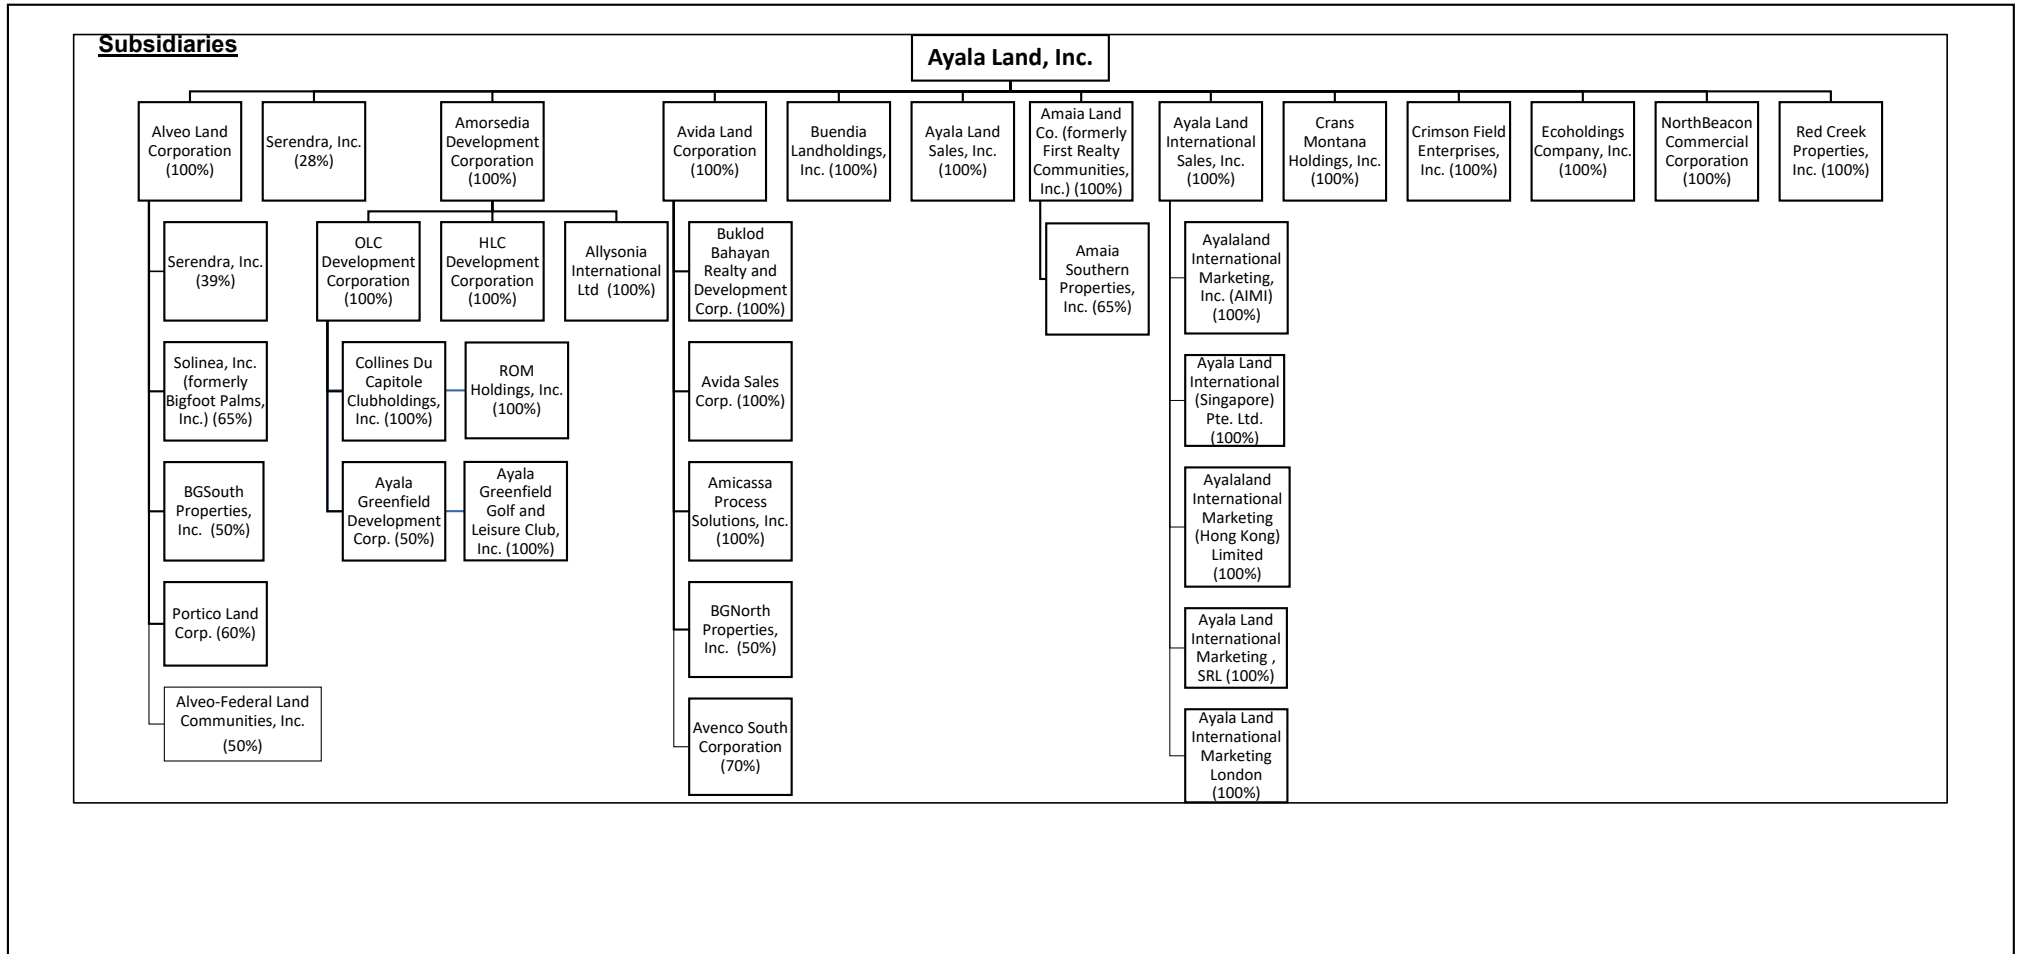 Subsidiaries
Ayala Land, Inc.
Alveo Land
Corporation
(100%)
Serendra, Inc.
(28%)
Amorsedia
Development
Corporation
(100%)
Avida Land
Corporation
(100%)
Buendia
Landholdings,
Inc. (100%)
Ayala Land
Sales, Inc.
(100%)
Amaia Land
Co. (formerly
First Realty
Communities,
Inc.) (100%)
Ayala Land
International
Sales, Inc.
(100%)
Crans
Montana
Holdings, Inc.
(100%)
Crimson Field
Enterprises,
Inc. (100%)
Ecoholdings
Company, Inc.
(100%)
NorthBeacon
Commercial
Corporation
(100%)
Red Creek
Properties,
Inc. (100%)
Serendra, Inc.
(39%)
Solinea, Inc.
(formerly
Bigfoot Palms,
Inc.) (65%)
BGSouth
Properties,
Inc. (50%)
Portico Land
Corp. (60%)
Alveo-Federal Land
Communities, Inc.
(50%)
OLC
Development
Corporation
(100%)
HLC
Development
Corporation
(100%)
Allysonia
International
Ltd (100%)
Collines Du
Capitole
Clubholdings,
Inc. (100%)
ROM
Holdings, Inc.
(100%)
Ayala
Greenfield
Development
Corp. (50%)
Ayala
Greenfield
Golf and
Leisure Club,
Inc. (100%)
Buklod
Bahayan
Realty and
Development
Corp. (100%)
Avida Sales
Corp. (100%)
Amicassa
Process
Solutions, Inc.
(100%)
BGNorth
Properties,
Inc. (50%)
Avenco South
Corporation
(70%)
Amaia
Southern
Properties,
Inc. (65%)
Ayalaland
International
Marketing,
Inc. (AIMI)
(100%)
Ayala Land
International
(Singapore)
Pte. Ltd.
(100%)
Ayalaland
International
Marketing
(Hong Kong)
Limited
(100%)
Ayala Land
International
Marketing ,
SRL (100%)
Ayala Land
International
Marketing
London
(100%)